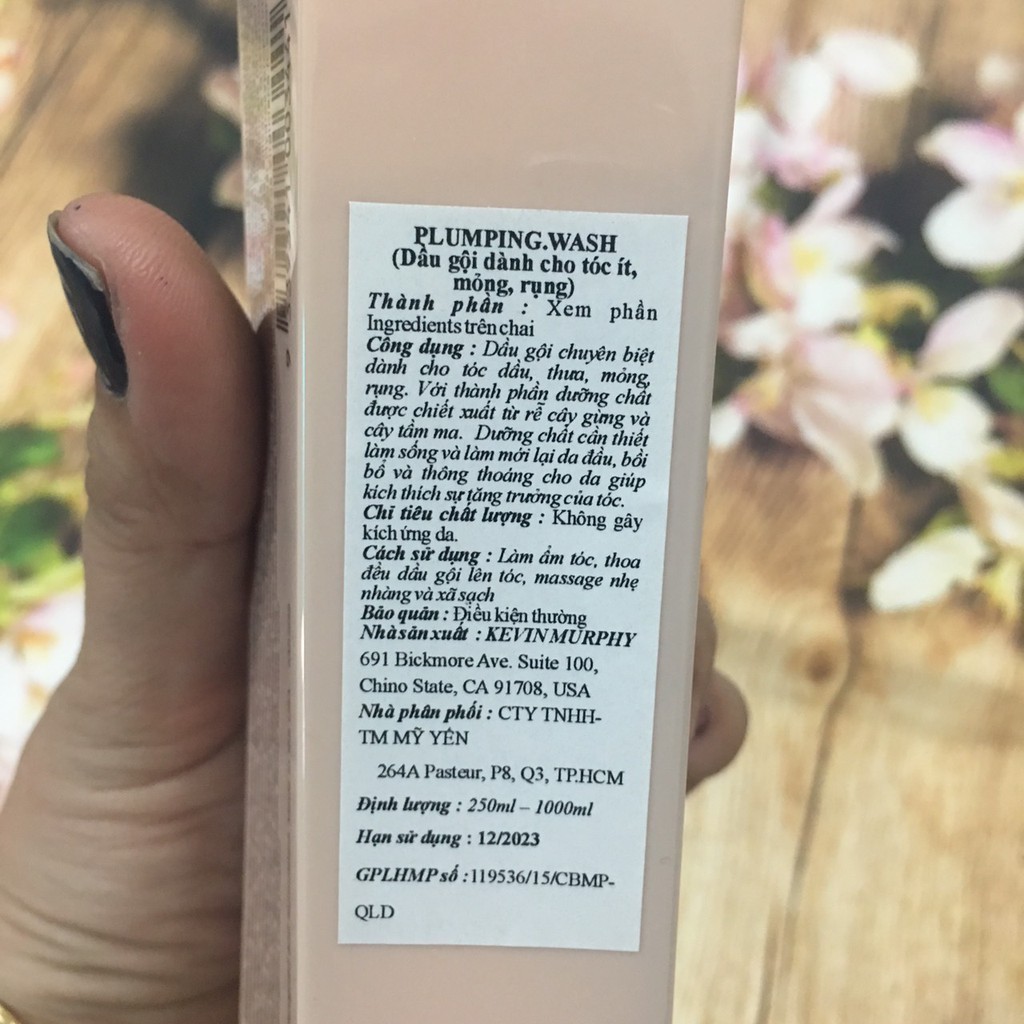 PLUMPING.WASH
(Dầu gội dành cho tóc ít,
mỏng, rụng)
Thành phần : Xem phần
Ingredients trên chai
Công dụng : Dầu gội chuyên biệt
dành cho tóc dầu, thưa, mỏng,
rụng. Với thành phần dưỡng chất
được chiết xuất từ rễ cây gừng và
cây tầm ma. Dưỡng chất cần thiết
làm sống và làm mới lại da đầu, bồi
bổ và thông thoáng cho da giúp
kích thích sự tăng trưởng của tóc.
Chỉ tiêu chất lượng : Không gây
kích ứng da.
Cách sử dụng : Làm ẩm tóc, thoa
đều dầu gội lên tóc, massage nhẹ
nhàng và xã sạch
Bảo quản : Điều kiện thường
Nhà sản xuất : KEVIN MURPHY
691 Bickmore Ave. Suite 100,
Chino State, CA 91708, USA
Nhà phân phối : CTY TNHH-
TM MỸ YẾN
264A Pasteur, P8, Q3, TP.HCM
Định lượng : 250ml – 1000ml
Hạn sử dụng : 12/2023
GPLHMP số :119536/15/CBMP-
QLD